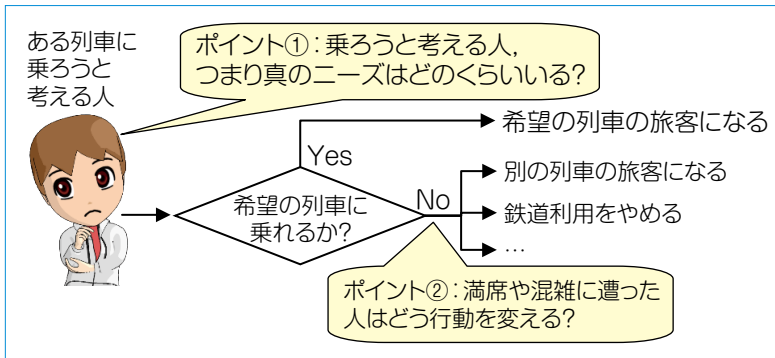 ある列車に
乗ろうと
考える人
ポイント①：乗ろうと考える人，
つまり真のニーズはどのくらいいる？
Yes
希望の列車の旅客になる
希望の列車に
乗れるか？
No
別の列車の旅客になる
鉄道利用をやめる
…
ポイント②：満席や混雑に遭った
人はどう行動を変える？